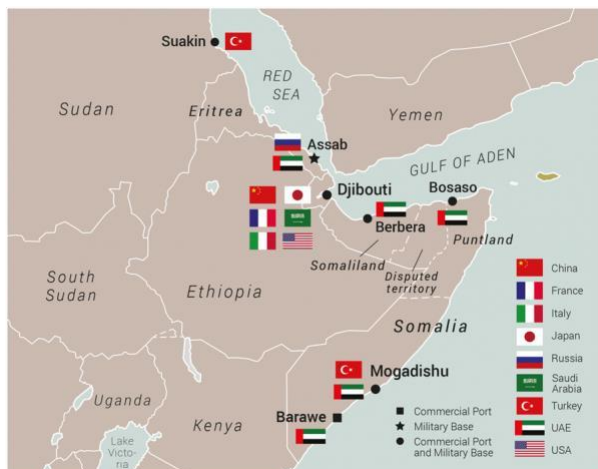 Suakin
RED
SEA
Sudan
Eritrea
Yemen
Assab
GULF OF ADEN
Djibouti
Bosaso
Berbera
Puntland
Somaliland
Disputed
territory
South
Sudan
Ethiopia
Somalia
Mogadishu
Uganda
Kenya
Barawe
Lake
Victo-
ria
Commercial Port
Military Base
Commercial Port
and Military Base
China
France
Italy
Japan
Russia
Saudi
Arabia
Turkey
UAE
USA